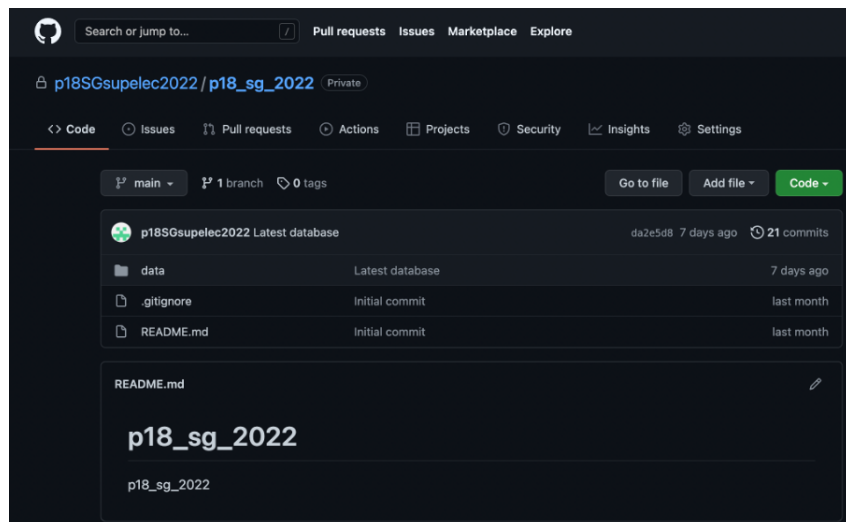 Search or jump to... / Pull requests Issues Marketplace Explore
p18SGsupelec2022 / p18_sg_2022 Private
<> Code Issues Pull requests Actions Projects Security Insights Settings
main 1 branch 0 tags Go to file Add file Code
p18SGsupelec2022 Latest database da2e5d8 7 days ago 21 commits
data Latest database 7 days ago
.gitignore Initial commit last month
README.md Initial commit last month
README.md
p18_sg_2022
p18_sg_2022